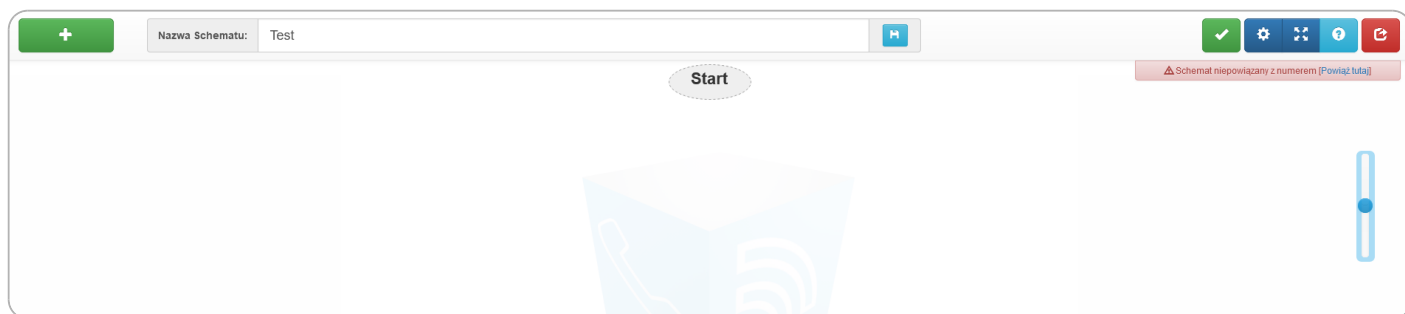 Nazwa Schematu: Test
Schemat niepowiązany z numerem [Powiąż tutaj]
Start